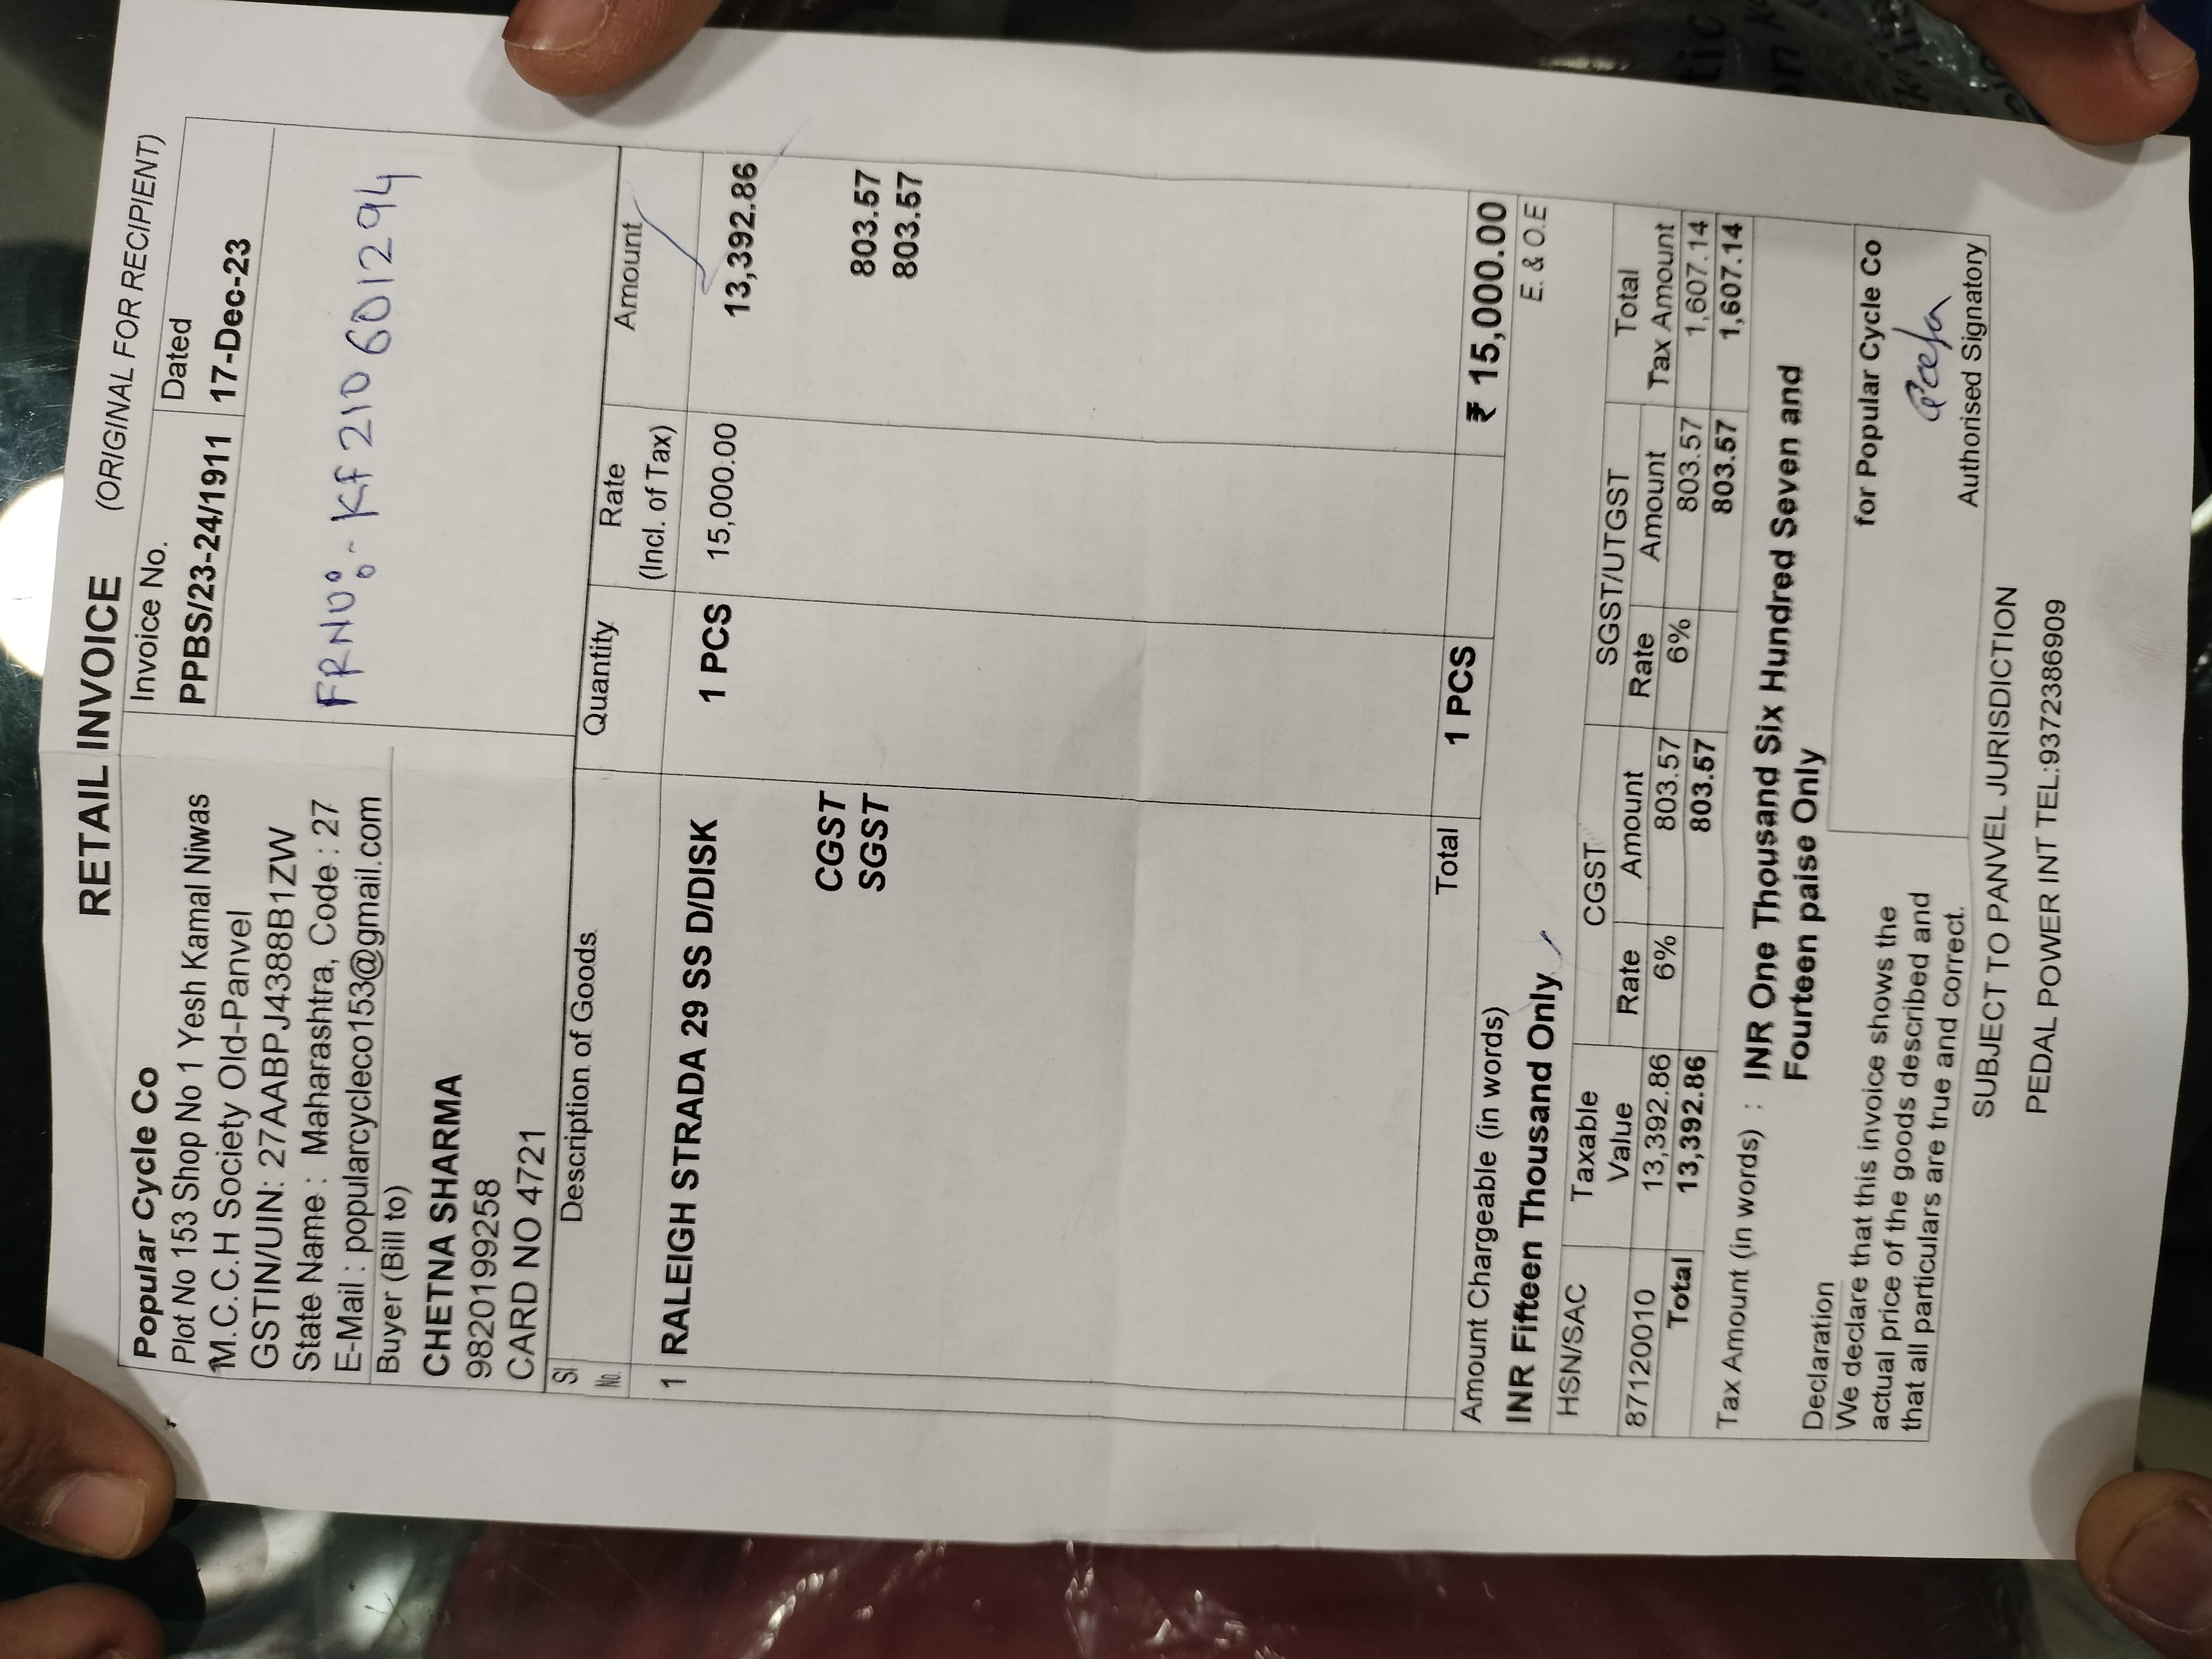 RETAIL INVOICE (ORIGINAL FOR RECIPIENT)
Popular Cycle Co
Plot No 153 Shop No 1 Yesh Kamal Niwas
M.C.C.H Society Old-Panvel
GSTIN/UIN: 27AABPJ4388B1ZW
State Name : Maharashtra, Code : 27
E-Mail : popularcycleco153@gmail.com
Invoice No. Dated
PPBS/23-24/1911 17-Dec-23
FRNO:- KF210601294
Buyer (Bill to)
CHETNA SHARMA
9820199258
CARD NO 4721
Sl No. Description of Goods Quantity Rate (Incl. of Tax) Amount
1 RALEIGH STRADA 29 SS D/DISK 1 PCS 15,000.00 13,392.86
CGST 803.57
SGST 803.57
Total 1 PCS ₹ 15,000.00
Amount Chargeable (in words) E. & O.E
INR Fifteen Thousand Only
HSN/SAC Taxable Value CGST SGST/UTGST Total Tax Amount
Rate Amount Rate Amount
87120010 13,392.86 6% 803.57 6% 803.57 1,607.14
Total 13,392.86 803.57 803.57 1,607.14
Tax Amount (in words) : INR One Thousand Six Hundred Seven and
Fourteen paise Only
Declaration
We declare that this invoice shows the
actual price of the goods described and
that all particulars are true and correct.
for Popular Cycle Co
Authorised Signatory
SUBJECT TO PANVEL JURISDICTION
PEDAL POWER INT TEL:9372386909